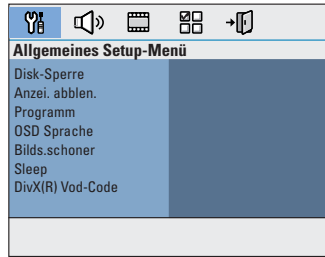 Allgemeines Setup-Menü
Disk-Sperre
Anzei. abblen.
Programm
OSD Sprache
Bilds.schoner
Sleep
DivX(R) Vod-Code